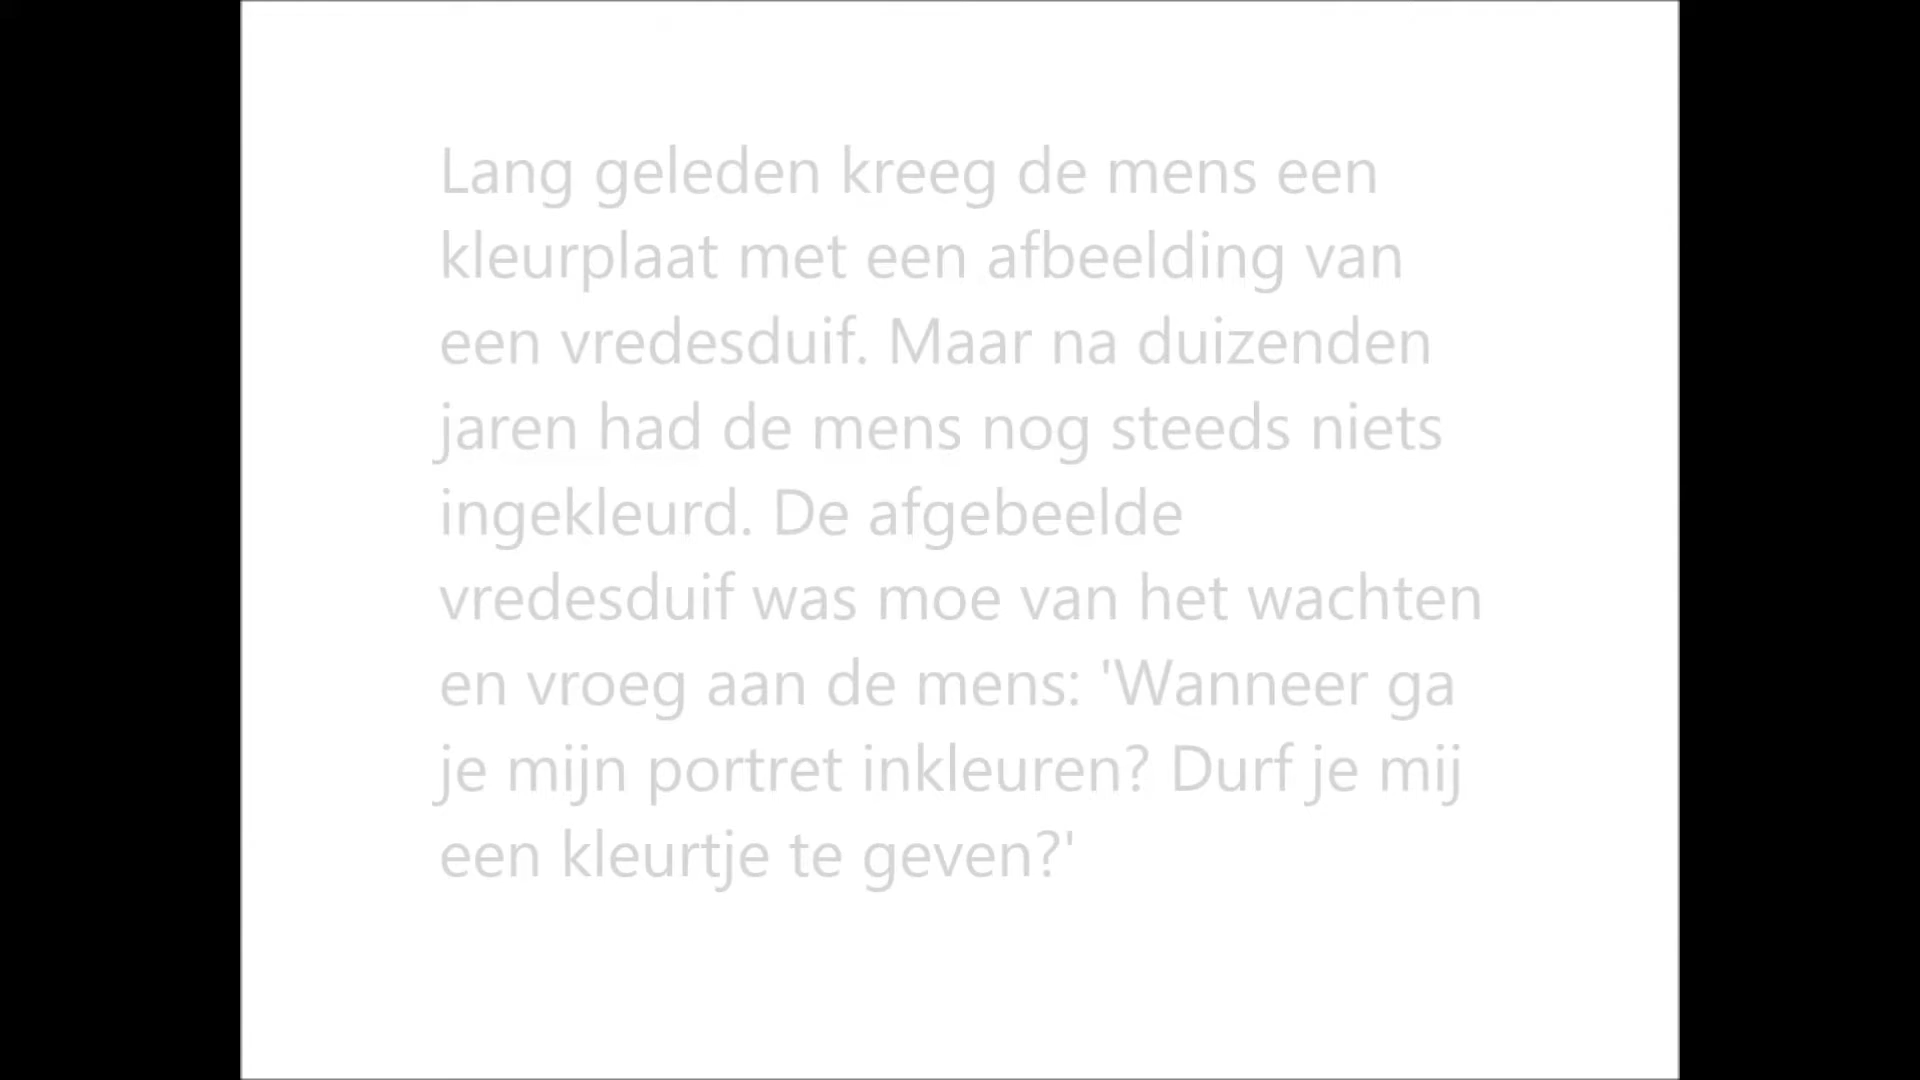 Lang geleden kreeg de mens een
kleurplaat met een afbeelding van
een vredesduif. Maar na duizenden
jaren had de mens nog steeds niets
ingekleurd. De afgebeelde
vredesduif was moe van het wachten
en vroeg aan de mens: 'Wanneer ga
je mijn portret inkleuren? Durf je mij
een kleurtje te geven?'